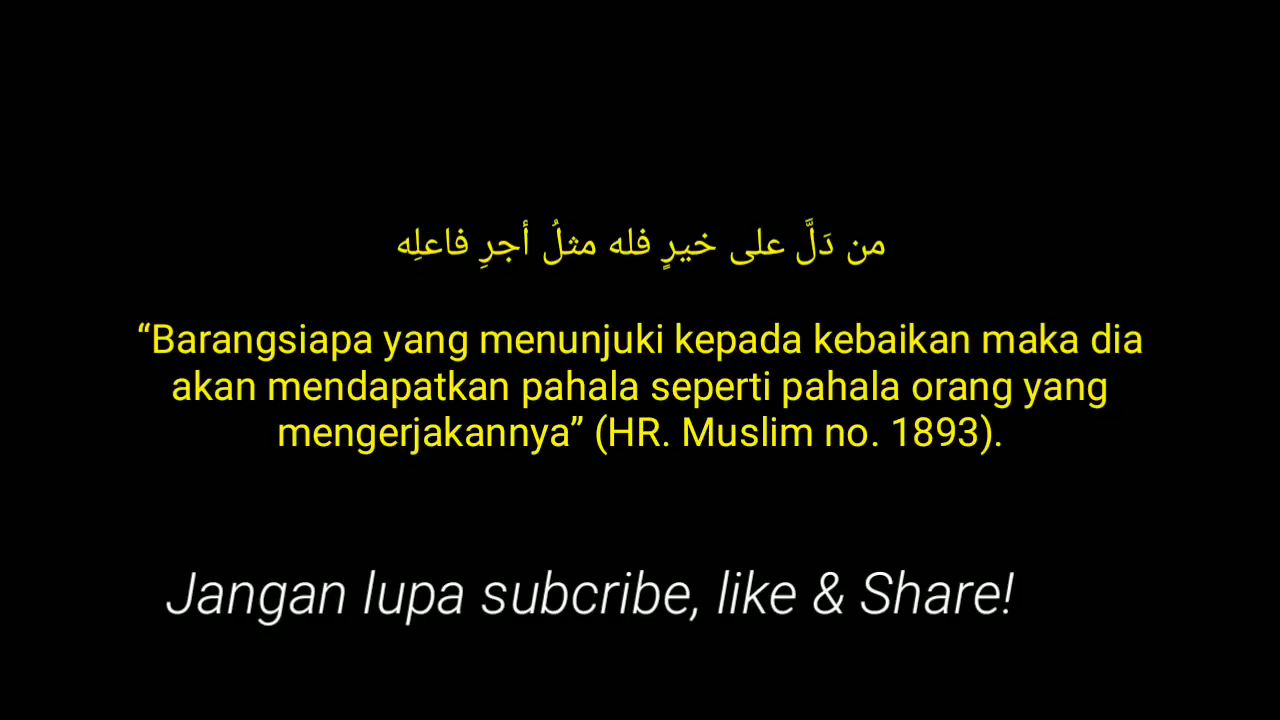 من دَلَّ على خيرٍ فله مثلُ أجرِ فاعلِه
“Barangsiapa yang menunjuki kepada kebaikan maka dia
akan mendapatkan pahala seperti pahala orang yang
mengerjakannya” (HR. Muslim no. 1893).
Jangan lupa subcribe, like & Share!